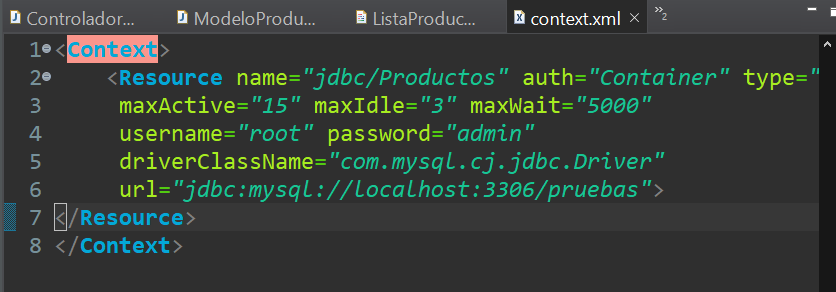 Controlador... ModeloProdu... ListaProduc... context.xml 2
1 <Context>
2 <Resource name="jdbc/Productos" auth="Container" type="
3 maxActive="15" maxIdle="3" maxWait="5000"
4 username="root" password="admin"
5 driverClassName="com.mysql.cj.jdbc.Driver"
6 url="jdbc:mysql://localhost:3306/pruebas">
7 </Resource>
8 </Context>